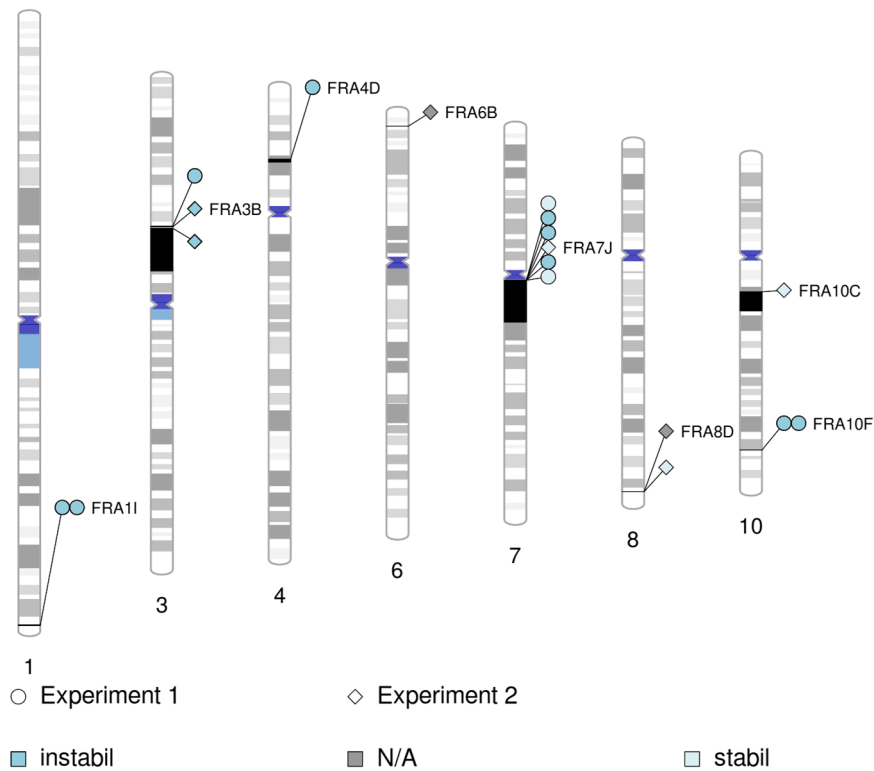 FRA4D
FRA6B
FRA3B
FRA7J
FRA10C
FRA10F
FRA8D
FRA1I
10
8
7
6
4
3
1
Experiment 1 Experiment 2
instabil N/A stabil